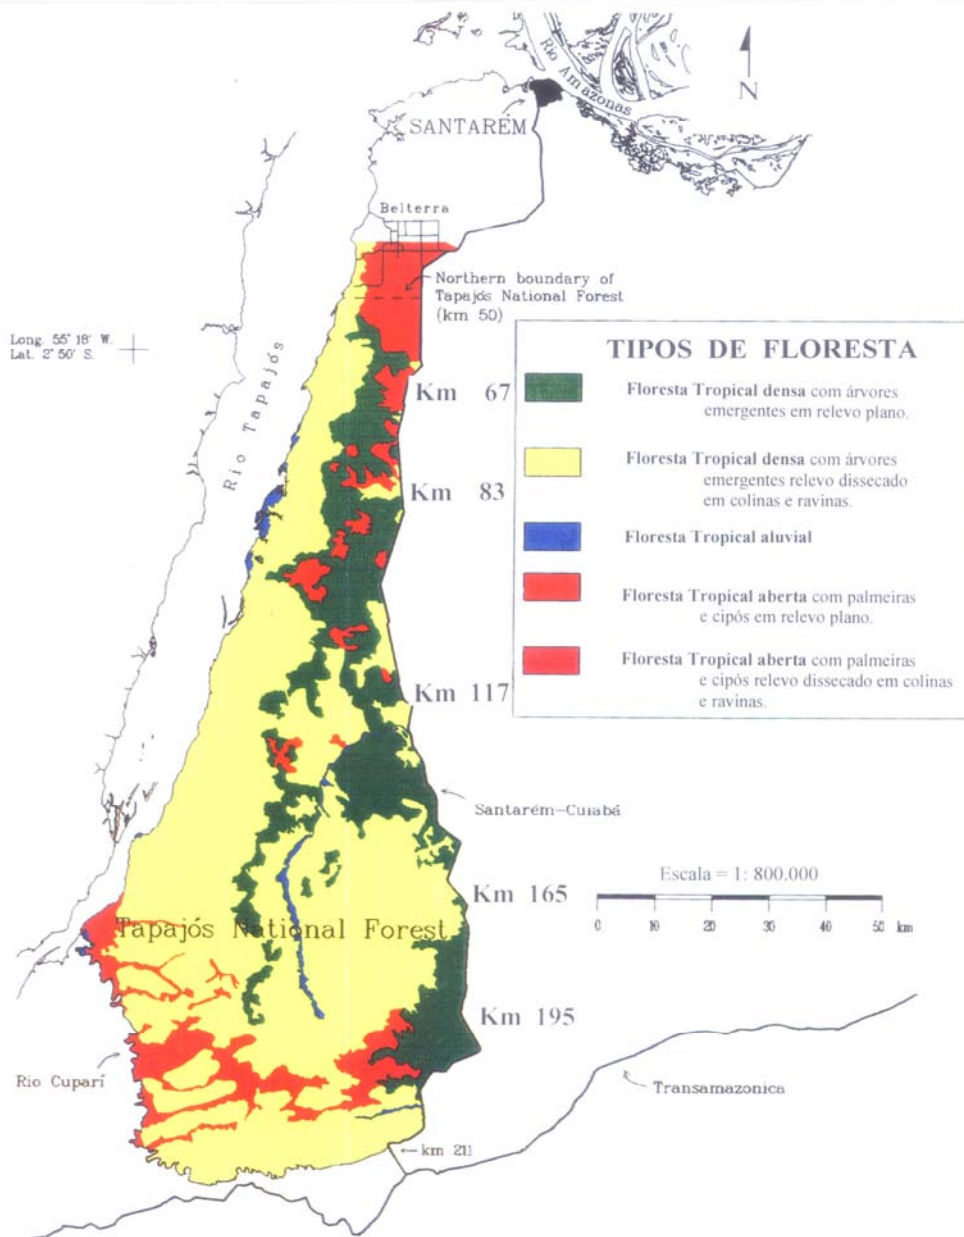 Rio Amazonas
N
SANTARÉM
Belterra
Northern boundary of
Tapajós National Forest
(km 50)
Long. 55° 18' W.
Lat. 2° 50' S.
Rio Tapajós
TIPOS DE FLORESTA
Floresta Tropical densa com árvores
emergentes em relevo plano.
Floresta Tropical densa com árvores
emergentes relevo dissecado
em colinas e ravinas.
Floresta Tropical aluvial
Floresta Tropical aberta com palmeiras
e cipós em relevo plano.
Floresta Tropical aberta com palmeiras
e cipós relevo dissecado em colinas
e ravinas.
Km 67
Km 83
Km 117
Santarém-Cuiabá
Km 165
Escala = 1: 800.000
0 10 20 30 40 50 km
Tapajós National Forest
Km 195
Rio Cuparí
Transamazonica
km 211